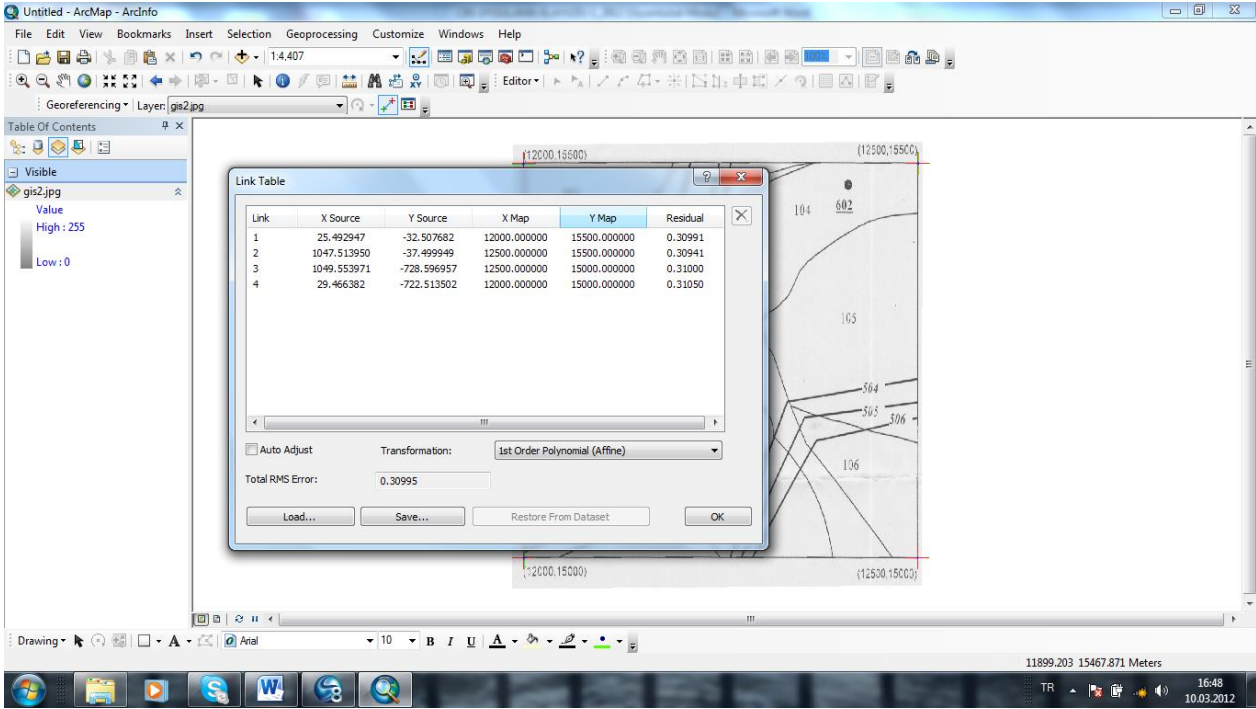 Untitled - ArcMap - ArcInfo
File Edit View Bookmarks Insert Selection Geoprocessing Customize Windows Help
1:4.407
100%
Editor
Georeferencing Layer: gis2.jpg
Table Of Contents
Visible
gis2.jpg
Value
High : 255
Low : 0
(12000,15500)
(12500,15500)
Link Table
Link X Source Y Source X Map Y Map Residual
1 25.492947 -32.507682 12000.000000 15500.000000 0.30991
2 1047.513950 -37.499949 12500.000000 15500.000000 0.30941
3 1049.553971 -728.596957 12500.000000 15000.000000 0.31000
4 29.466382 -722.513502 12000.000000 15000.000000 0.31050
Auto Adjust Transformation: 1st Order Polynomial (Affine)
Total RMS Error: 0.30995
Load... Save... Restore From Dataset OK
104
602
105
504
505
506
106
(12000,15000)
(12500,15000)
Drawing A Arial 10 B I U A
11899.203 15467.871 Meters
TR
16:48
10.03.2012